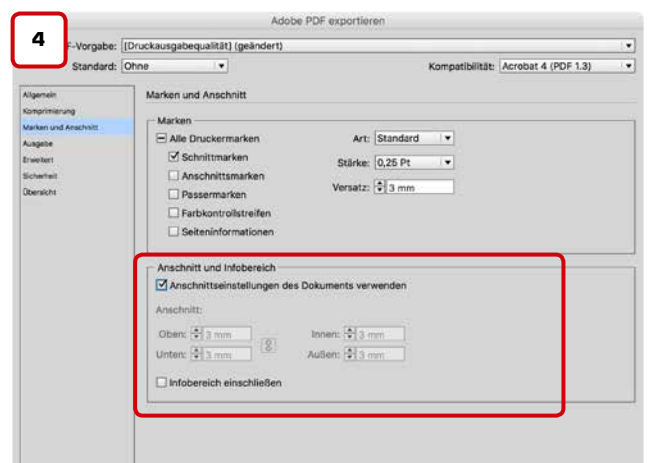 Adobe PDF exportieren
4
F-Vorgabe: [Druckausgabequalität] (geändert)
Standard: Ohne Kompatibilität: Acrobat 4 (PDF 1.3)
Allgemein
Komprimierung
Marken und Anschnitt
Ausgabe
Erweitert
Sicherheit
Übersicht
Marken und Anschnitt
Marken
Alle Druckermarken Art: Standard
Schnittmarken Stärke: 0,25 Pt
Anschnittsmarken Versatz: 3 mm
Passermarken
Farbkontrollstreifen
Seiteninformationen
Anschnitt und Infobereich
Anschnittseinstellungen des Dokuments verwenden
Anschnitt:
Oben: 3 mm Innen: 3 mm
Unten: 3 mm Außen: 3 mm
Infobereich einschließen